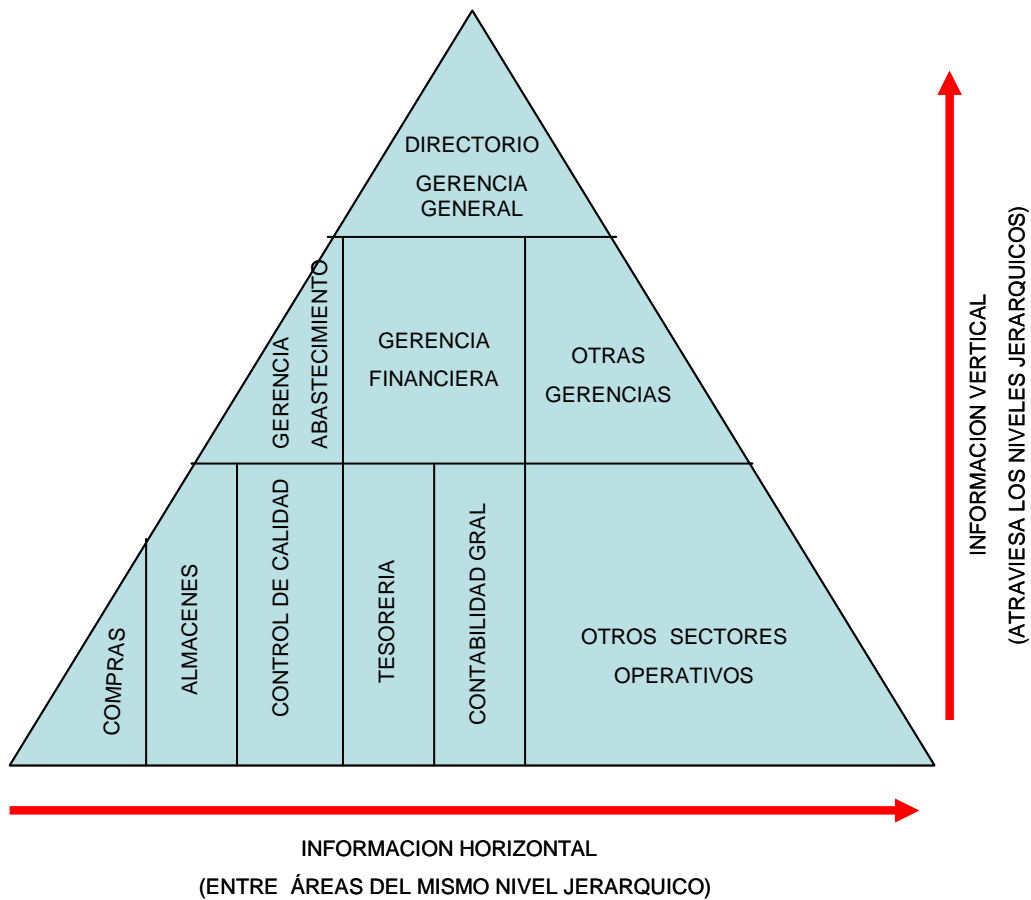 DIRECTORIO
GERENCIA
GENERAL
GERENCIA
ABASTECIMIENTO
GERENCIA
FINANCIERA
OTRAS
GERENCIAS
COMPRAS
ALMACENES
CONTROL DE CALIDAD
TESORERIA
CONTABILIDAD GRAL
OTROS SECTORES
OPERATIVOS
INFORMACION VERTICAL
(ATRAVIESA LOS NIVELES JERARQUICOS)
INFORMACION HORIZONTAL
(ENTRE ÁREAS DEL MISMO NIVEL JERARQUICO)